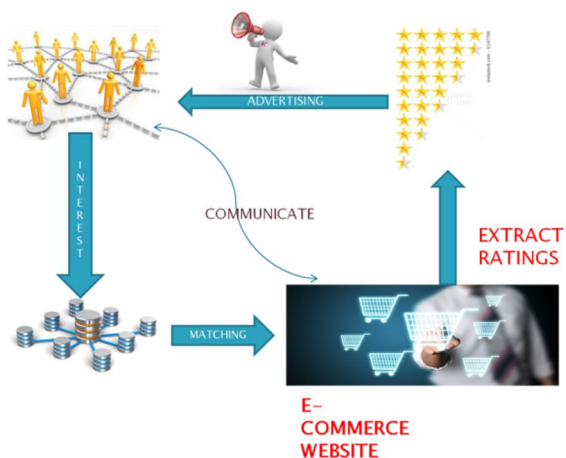 ADVERTISING
INTEREST
COMMUNICATE
EXTRACT
RATINGS
MATCHING
E-
COMMERCE
WEBSITE